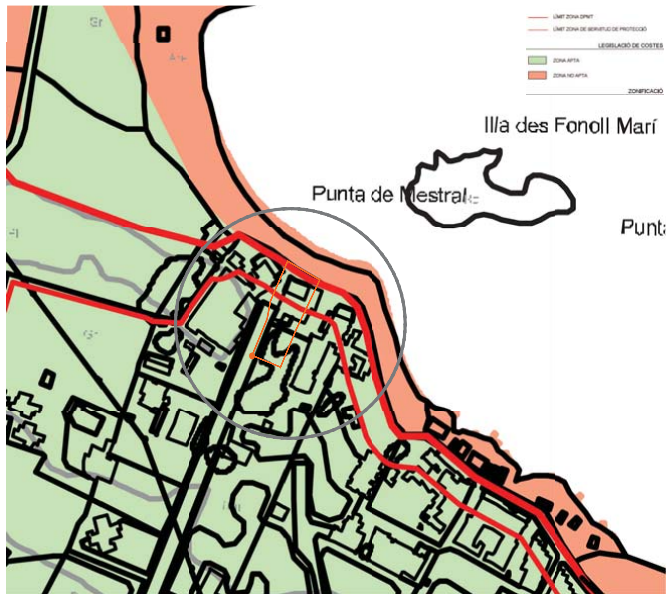 LÍMIT ZONA DPMT
LÍMIT ZONA DE SERVITUD DE PROTECCIÓ
LEGISLACIÓ DE COSTES
ZONA APTA
ZONA NO APTA
ZONIFICACIÓ
Illa des Fonoll Marí
Punta de Mestral
Punta